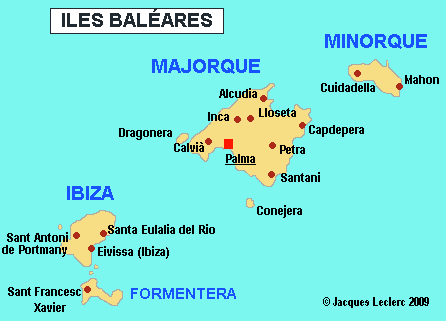 ILES BALÉARES
MINORQUE
MAJORQUE
Cuidadella
Mahon
Alcudia
Inca
Lloseta
Dragonera
Capdepera
Calvià
Palma
Petra
Santani
IBIZA
Conejera
Santa Eulalia del Rio
Sant Antoni
de Portmany
Eivissa (Ibiza)
Sant Francesc
Xavier
FORMENTERA
© Jacques Leclerc 2009